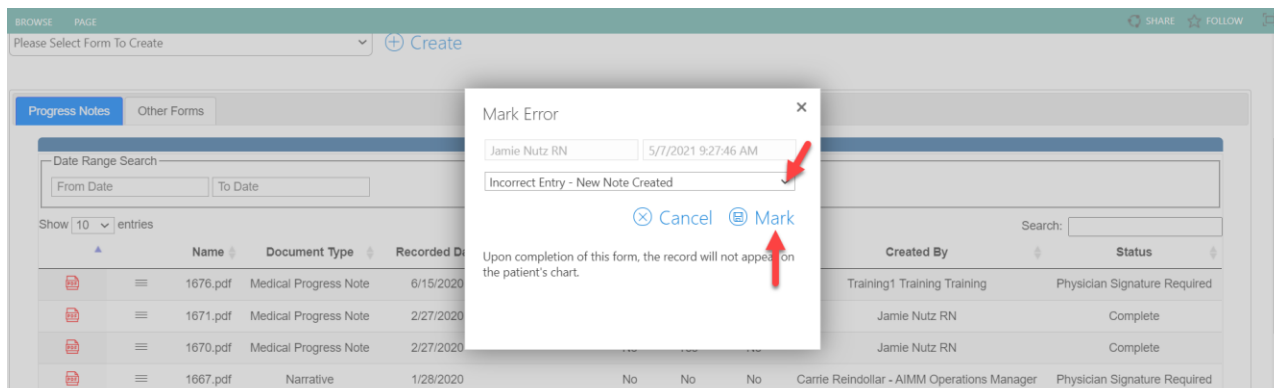 BROWSE PAGE SHARE FOLLOW
Please Select Form To Create Create
Progress Notes Other Forms
Date Range Search
From Date To Date
Show 10 entries Search:
Name Document Type Recorded Created By Status
1676.pdf Medical Progress Note 6/15/2020 Training1 Training Training Physician Signature Required
1671.pdf Medical Progress Note 2/27/2020 Jamie Nutz RN Complete
1670.pdf Medical Progress Note 2/27/2020 Jamie Nutz RN Complete
1667.pdf Narrative 1/28/2020 No No No Carrie Reindollar - AIMM Operations Manager Physician Signature Required
Mark Error
Jamie Nutz RN 5/7/2021 9:27:46 AM
Incorrect Entry - New Note Created
Cancel Mark
Upon completion of this form, the record will not appear on
the patient's chart.